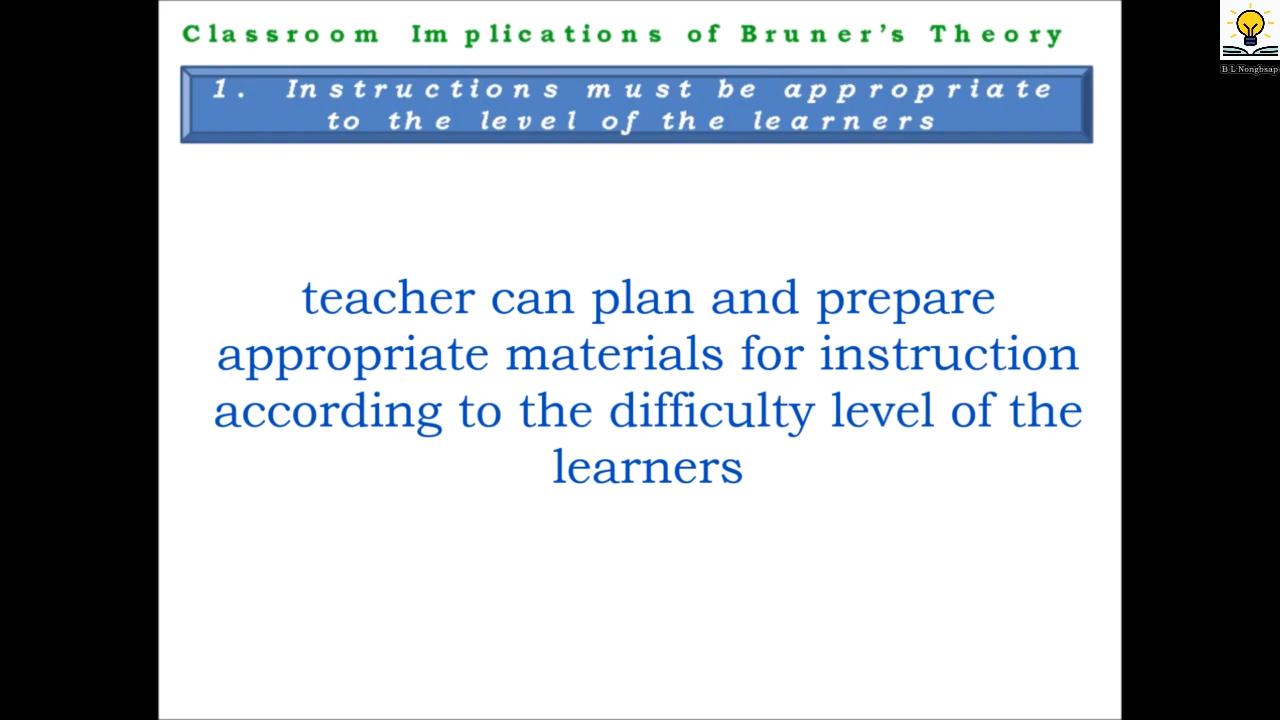 Classroom Implications of Bruner's Theory
1. Instructions must be appropriate
to the level of the learners
teacher can plan and prepare
appropriate materials for instruction
according to the difficulty level of the
learners
B L Nongbsap